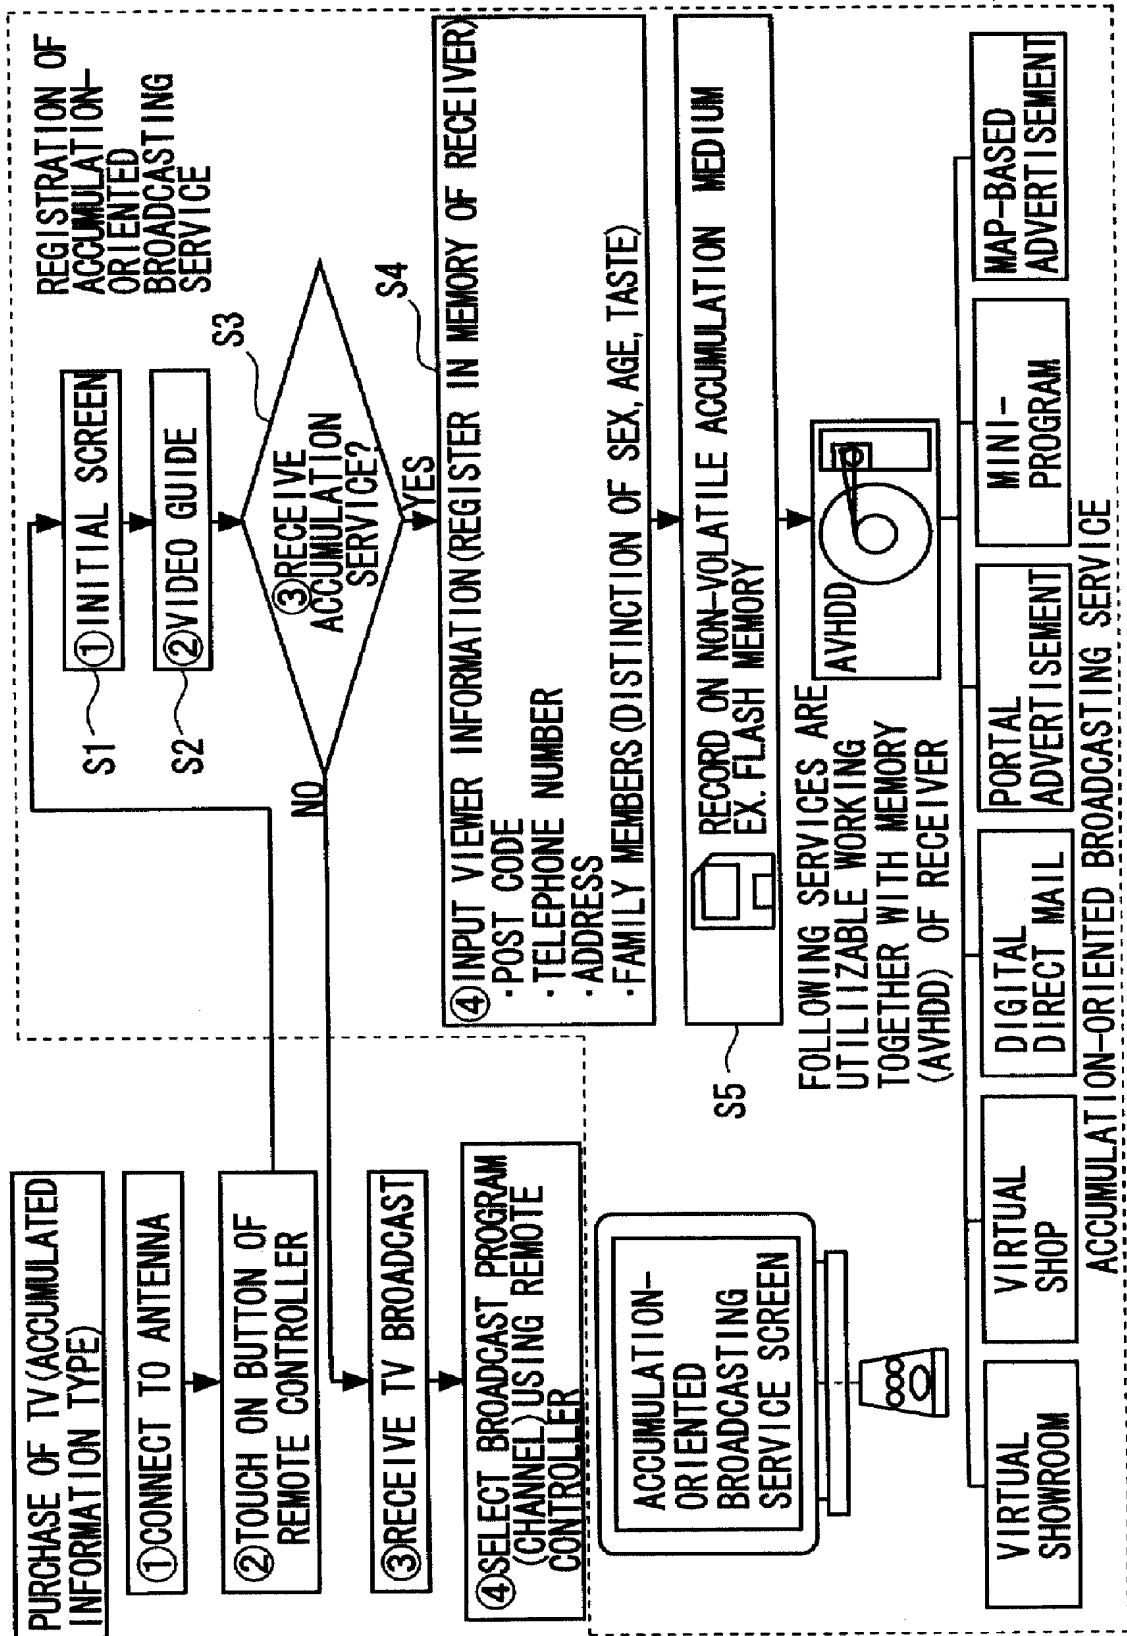 PURCHASE OF TV(ACCUMULATED
INFORMATION TYPE)
①CONNECT TO ANTENNA
②TOUCH ON BUTTON OF
REMOTE CONTROLLER
③RECEIVE TV BROADCAST
④SELECT BROADCAST PROGRAM
(CHANNEL)USING REMOTE
CONTROLLER
REGISTRATION OF
ACCUMULATION-
ORIENTED
BROADCASTING
SERVICE
S1
①INITIAL SCREEN
S2
②VIDEO GUIDE
S3
③RECEIVE
ACCUMULATION
SERVICE?
NO
YES
S4
④INPUT VIEWER INFORMATION(REGISTER IN MEMORY OF RECEIVER)
・POST CODE
・TELEPHONE NUMBER
・ADDRESS
・FAMILY MEMBERS(DISTINCTION OF SEX, AGE, TASTE)
S5
RECORD ON NON-VOLATILE ACCUMULATION MEDIUM
EX. FLASH MEMORY
FOLLOWING SERVICES ARE
UTILIIZABLE WORKING
TOGETHER WITH MEMORY
(AVHDD) OF RECEIVER
AVHDD
ACCUMULATION-
ORIENTED
BROADCASTING
SERVICE SCREEN
VIRTUAL
SHOWROOM
VIRTUAL
SHOP
DIGITAL
DIRECT MAIL
PORTAL
ADVERTISEMENT
MINI-
PROGRAM
MAP-BASED
ADVERTISEMENT
ACCUMULATION-ORIENTED BROADCASTING SERVICE